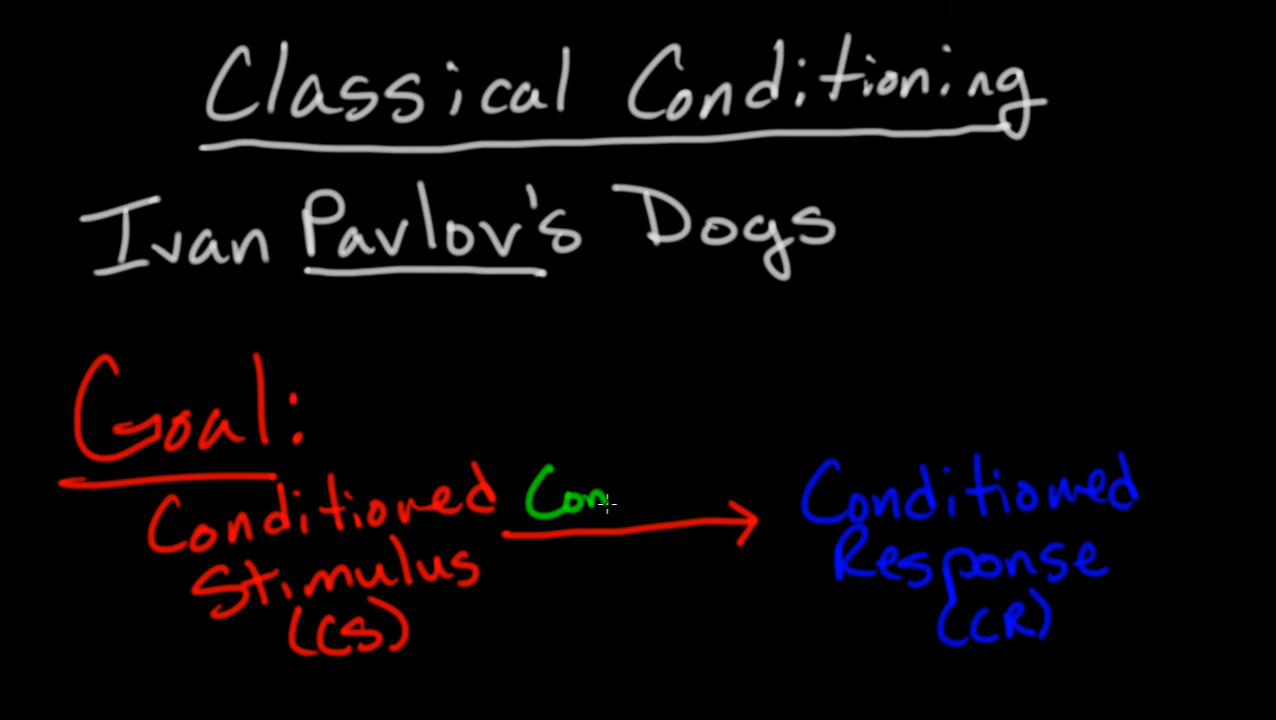 Classical Conditioning
Ivan Pavlov's Dogs
Goal:
Conditioned Con Conditioned
Stimulus Response
(CS) (CR)